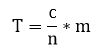 T = c/n * m